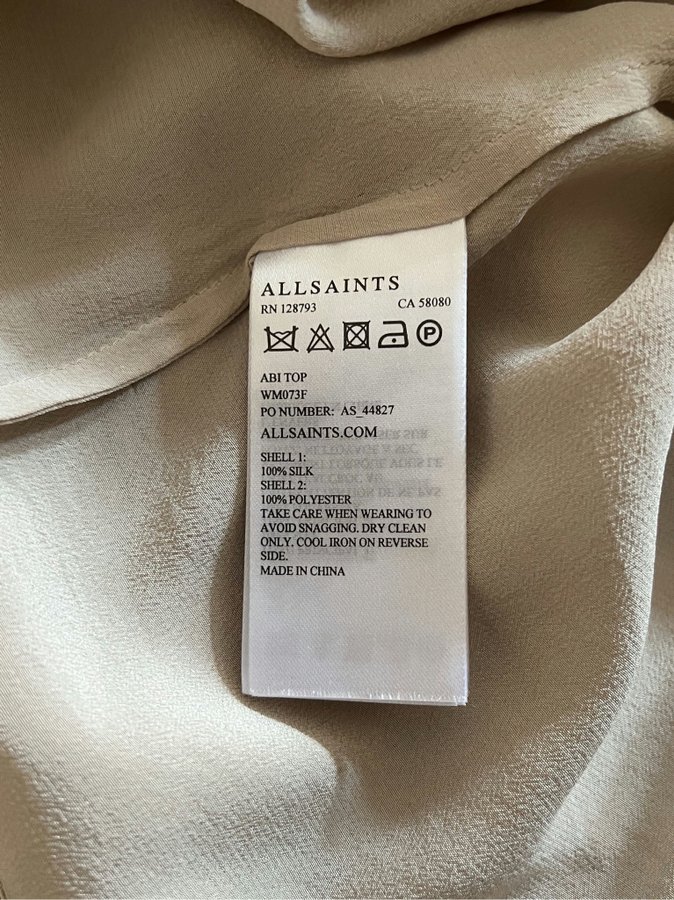 ALLSAINTS
RN 128793 CA 58080
P
ABI TOP
WM073F
PO NUMBER: AS_44827
ALLSAINTS.COM
SHELL 1:
100% SILK
SHELL 2:
100% POLYESTER
TAKE CARE WHEN WEARING TO
AVOID SNAGGING. DRY CLEAN
ONLY. COOL IRON ON REVERSE
SIDE.
MADE IN CHINA